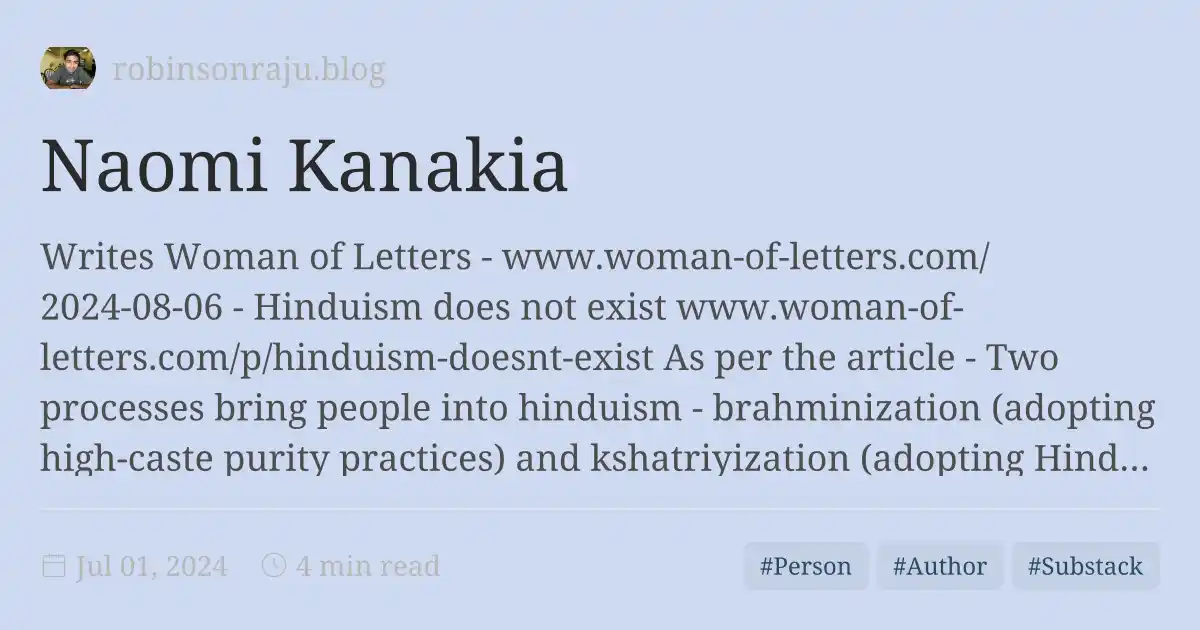 robinsonraju.blog
Naomi Kanakia
Writes Woman of Letters - www.woman-of-letters.com/
2024-08-06 - Hinduism does not exist www.woman-of-
letters.com/p/hinduism-doesnt-exist As per the article - Two
processes bring people into hinduism - brahminization (adopting
high-caste purity practices) and kshatriyization (adopting Hind...
Jul 01, 2024 4 min read #Person #Author #Substack